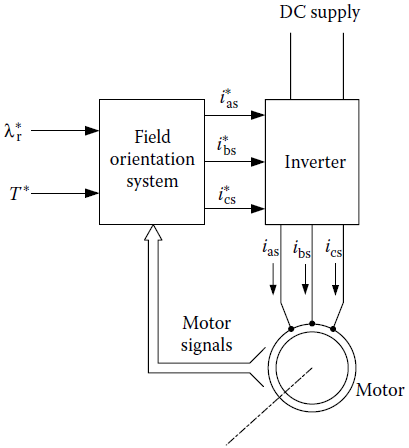 DC supply
λr*
T*
Field
orientation
system
i*as
i*bs
i*cs
Inverter
ias
ibs
ics
Motor
signals
Motor